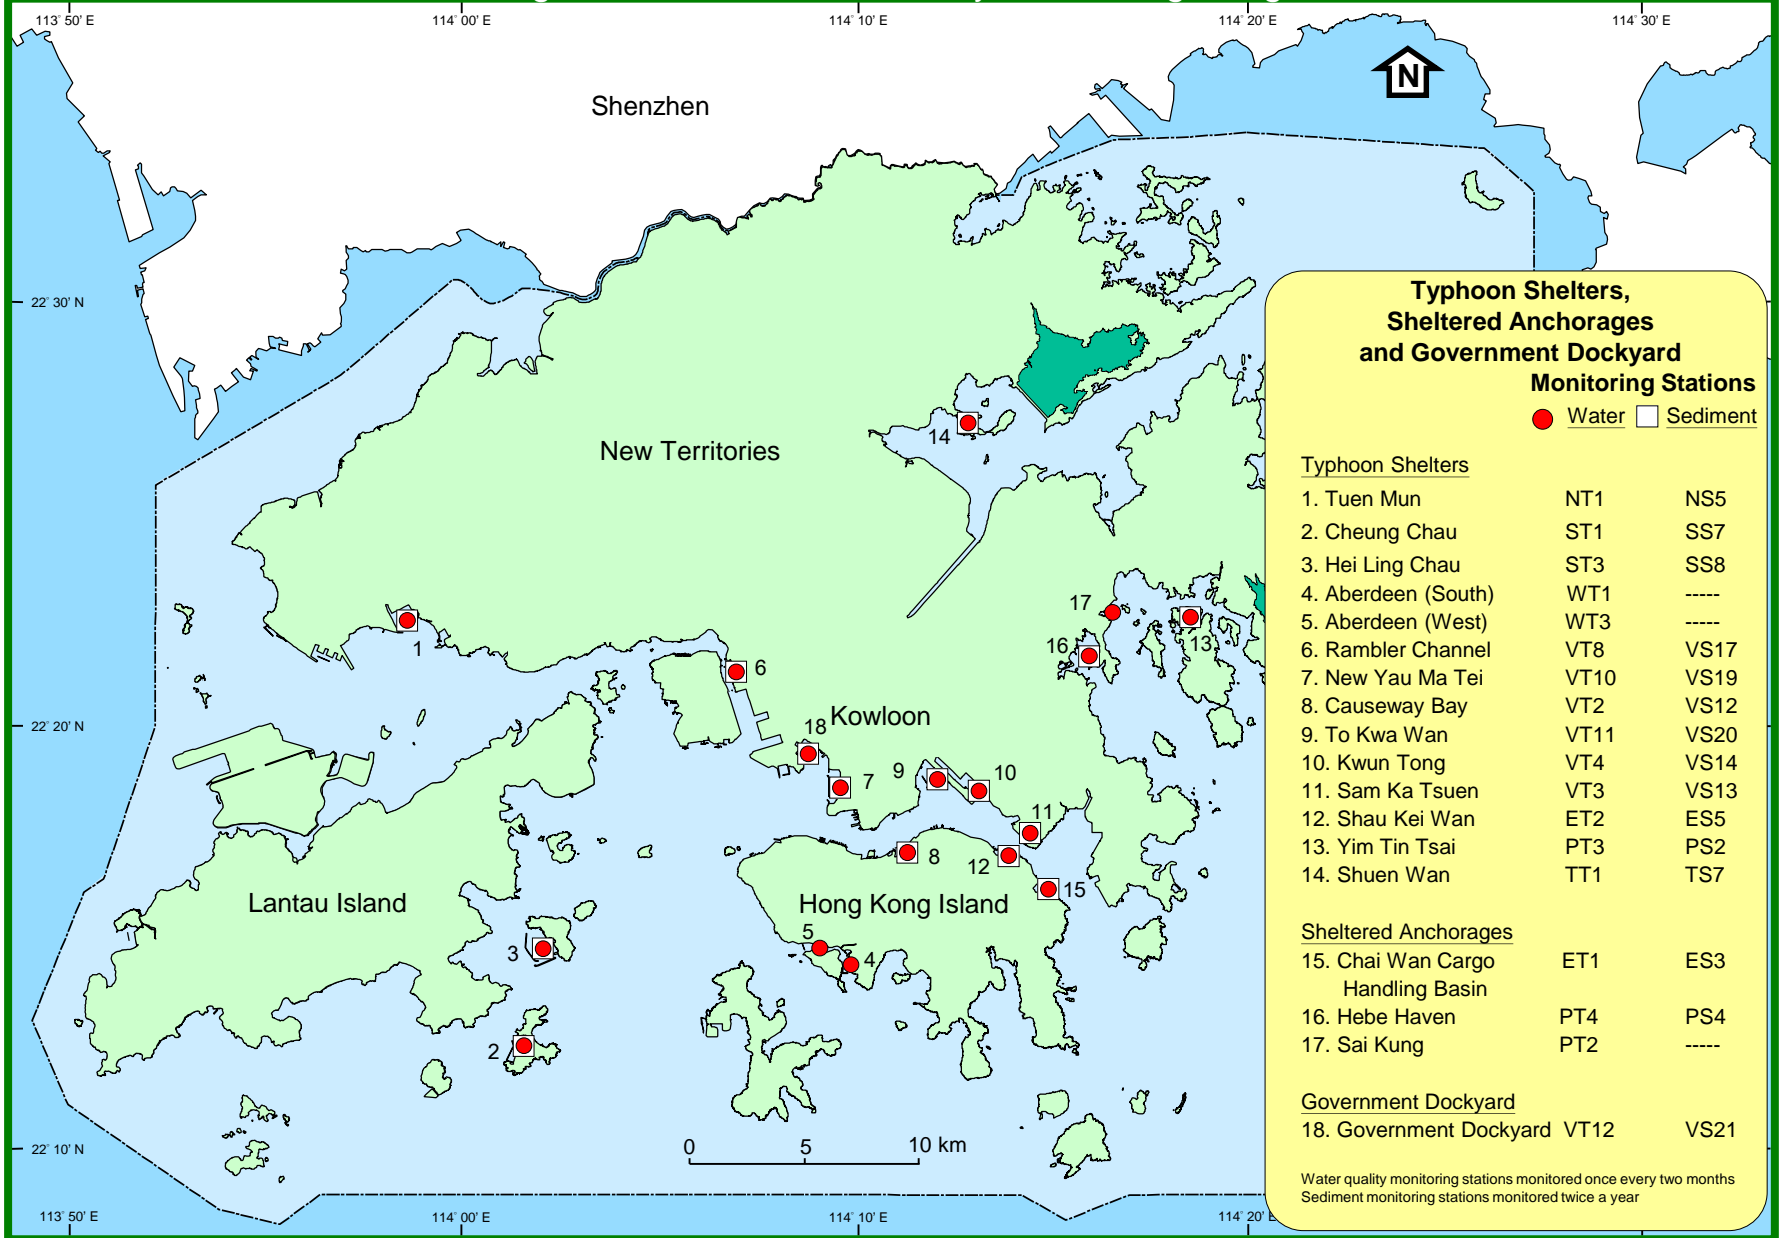 113° 50' E
114° 00' E
114° 10' E
114° 20' E
114° 30' E
N
Shenzhen
22° 30' N
Typhoon Shelters,
Sheltered Anchorages
and Government Dockyard
Monitoring Stations
Water Sediment
14
New Territories
Typhoon Shelters
1. Tuen Mun NT1 NS5
2. Cheung Chau ST1 SS7
3. Hei Ling Chau ST3 SS8
4. Aberdeen (South) WT1 -----
5. Aberdeen (West) WT3 -----
6. Rambler Channel VT8 VS17
7. New Yau Ma Tei VT10 VS19
8. Causeway Bay VT2 VS12
9. To Kwa Wan VT11 VS20
10. Kwun Tong VT4 VS14
11. Sam Ka Tsuen VT3 VS13
12. Shau Kei Wan ET2 ES5
13. Yim Tin Tsai PT3 PS2
14. Shuen Wan TT1 TS7
Sheltered Anchorages
15. Chai Wan Cargo ET1 ES3
Handling Basin
16. Hebe Haven PT4 PS4
17. Sai Kung PT2 -----
Government Dockyard
18. Government Dockyard VT12 VS21
Water quality monitoring stations monitored once every two months
Sediment monitoring stations monitored twice a year
17
1
16
13
6
22° 20' N
Kowloon
18
7
9
10
11
8
12
15
Lantau Island
Hong Kong Island
3
5
4
2
22° 10' N
0 5 10 km
113° 50' E
114° 00' E
114° 10' E
114° 20' E